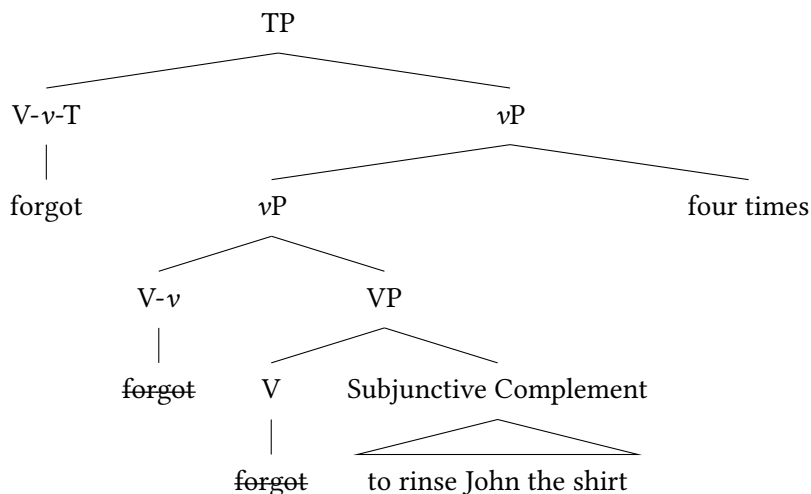 TP
V-v-T vP
forgot vP four times
V-v VP
forgot V Subjunctive Complement
forgot to rinse John the shirt